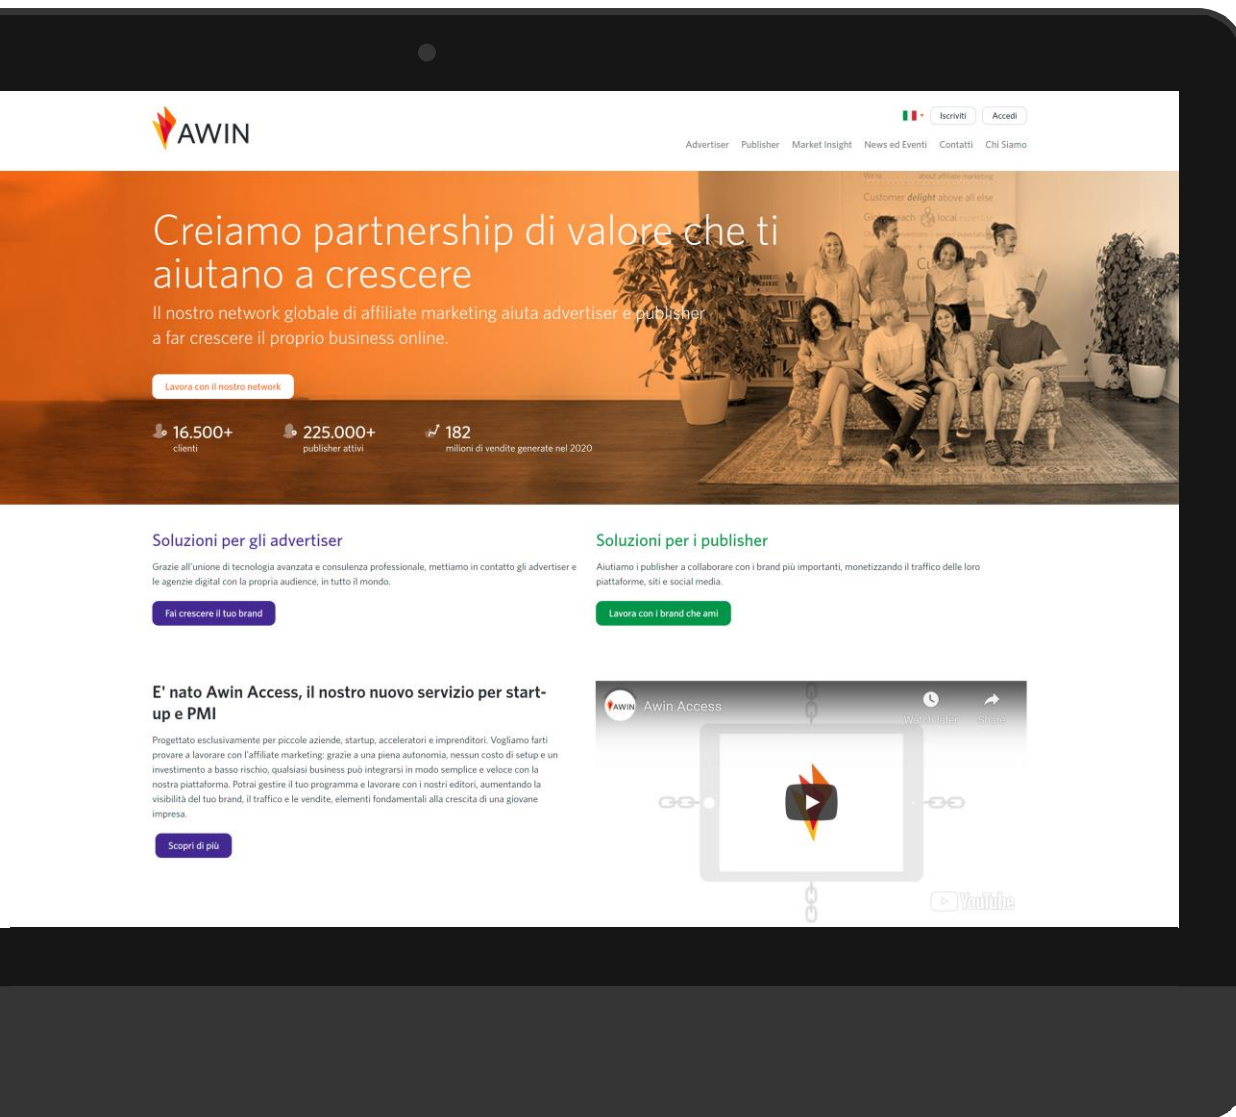 AWIN
Iscriviti
Accedi
Advertiser Publisher Market Insight News ed Eventi Contatti Chi Siamo
We're about affiliate marketing
Customer delight above all else
local
Creiamo partnership di valore che ti
aiutano a crescere
Il nostro network globale di affiliate marketing aiuta advertiser e publisher
a far crescere il proprio business online.
Lavora con il nostro network
16.500+
clienti
225.000+
publisher attivi
182
milioni di vendite generate nel 2020
Soluzioni per gli advertiser
Grazie all'unione di tecnologia avanzata e consulenza professionale, mettiamo in contatto gli advertiser e
le agenzie digital con la propria audience, in tutto il mondo.
Fai crescere il tuo brand
Soluzioni per i publisher
Aiutiamo i publisher a collaborare con i brand più importanti, monetizzando il traffico delle loro
piattaforme, siti e social media.
Lavora con i brand che ami
E' nato Awin Access, il nostro nuovo servizio per start-
up e PMI
Progettato esclusivamente per piccole aziende, startup, acceleratori e imprenditori. Vogliamo farti
provare a lavorare con l'affiliate marketing: grazie a una piena autonomia, nessun costo di setup e un
investimento a basso rischio, qualsiasi business può integrarsi in modo semplice e veloce con la
nostra piattaforma. Potrai gestire il tuo programma e lavorare con i nostri editori, aumentando la
visibilità del tuo brand, il traffico e le vendite, elementi fondamentali alla crescita di una giovane
impresa.
Scopri di più
AWIN
Awin Access
Watch later
Share
YouTube